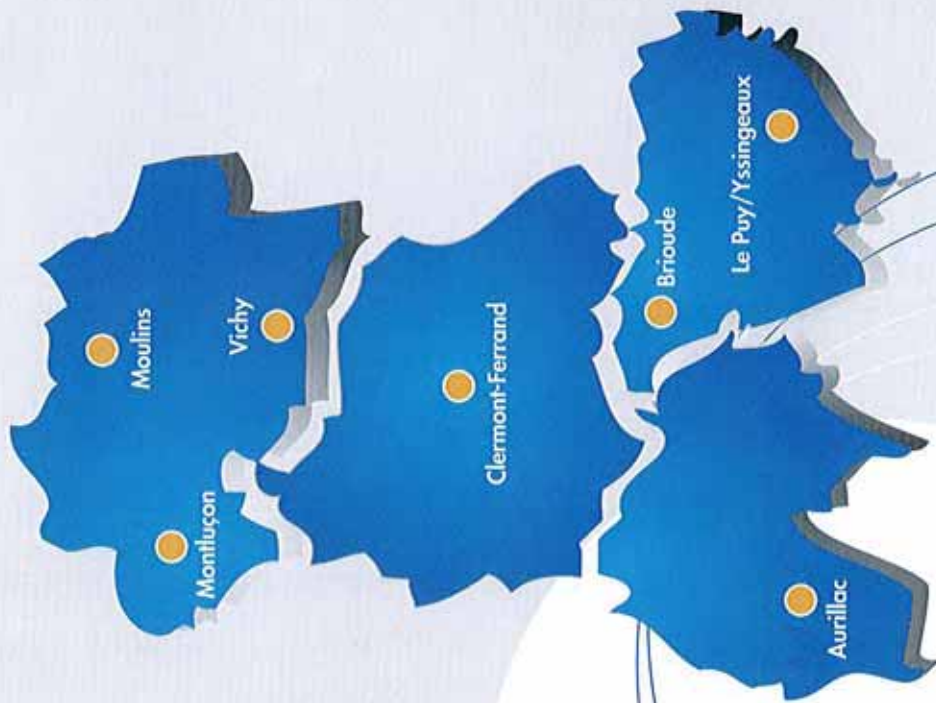 Moulins
Vichy
Montluçon
Clermont-Ferrand
Brioude
Le Puy/Yssingeaux
Aurillac